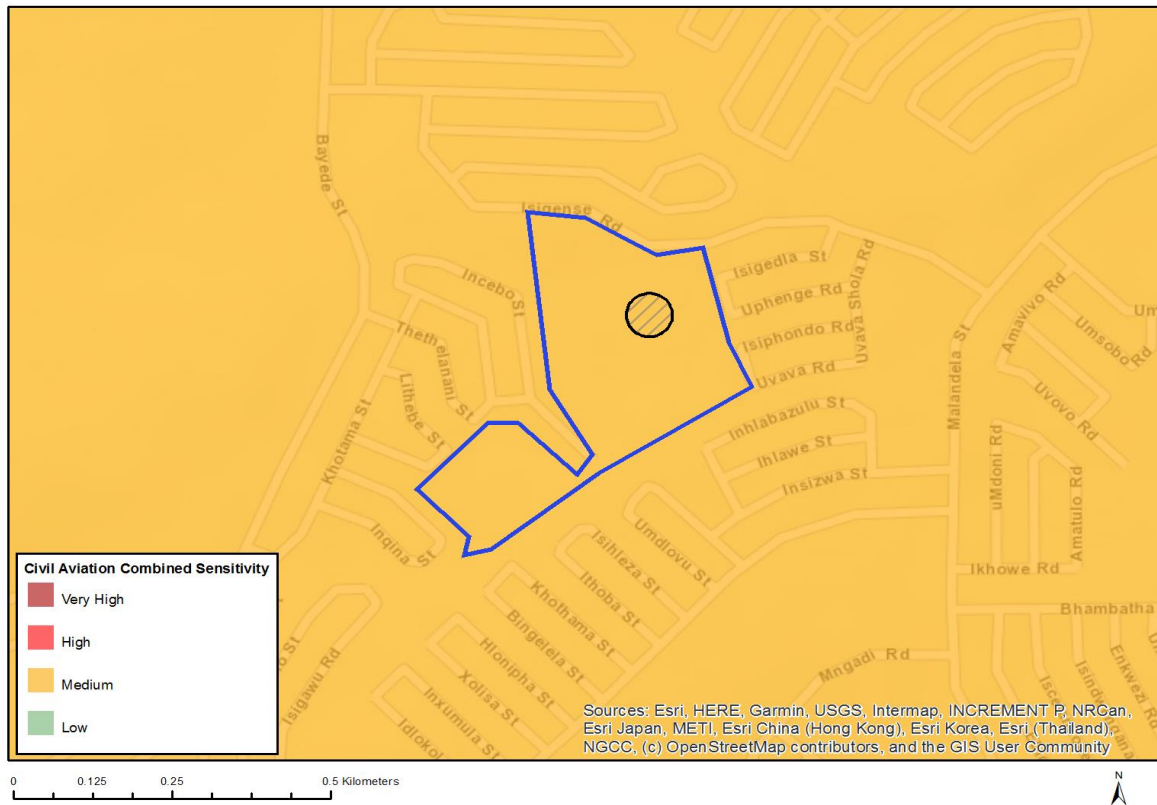 Bayede St
Isigense Rd
Incebo St
Isigedla St
Uphenge Rd
Isiphondo Rd
Uvava Rd
Uvava Shola Rd
Amavivo Rd
Umsobo Rd
Um
Uvovo Rd
Malandela St
Thethelanani St
Lithebe St
Khotama St
Inqina St
Inhlabazulu St
Ihlawe St
Insizwa St
uMdoni Rd
Amatulo Rd
Umdlovu St
Isihleza St
Ithoba St
Khothama St
Bingelela St
Hlonipha St
Xolisa St
Inxumula St
Idlokol
Isigawu Rd
o St
Ikhowe Rd
Bhambatha
Mngadi Rd
Enkwezi Rd
Civil Aviation Combined Sensitivity
Very High
High
Medium
Low
Sources: Esri, HERE, Garmin, USGS, Intermap, INCREMENT P, NRCan,
Esri Japan, METI, Esri China (Hong Kong), Esri Korea, Esri (Thailand),
NGCC, (c) OpenStreetMap contributors, and the GIS User Community
0 0.125 0.25 0.5 Kilometers
N